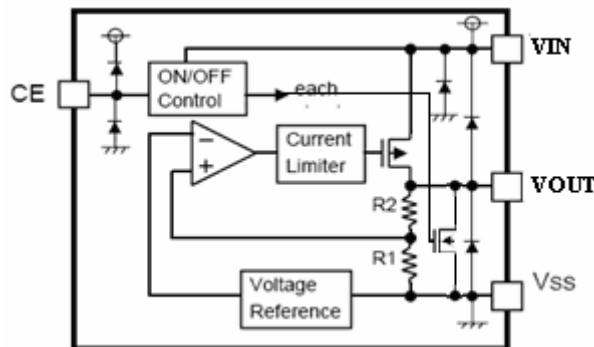 VIN
CE
ON/OFF
Control
each
−
+
Current
Limiter
VOUT
R2
R1
Voltage
Reference
Vss